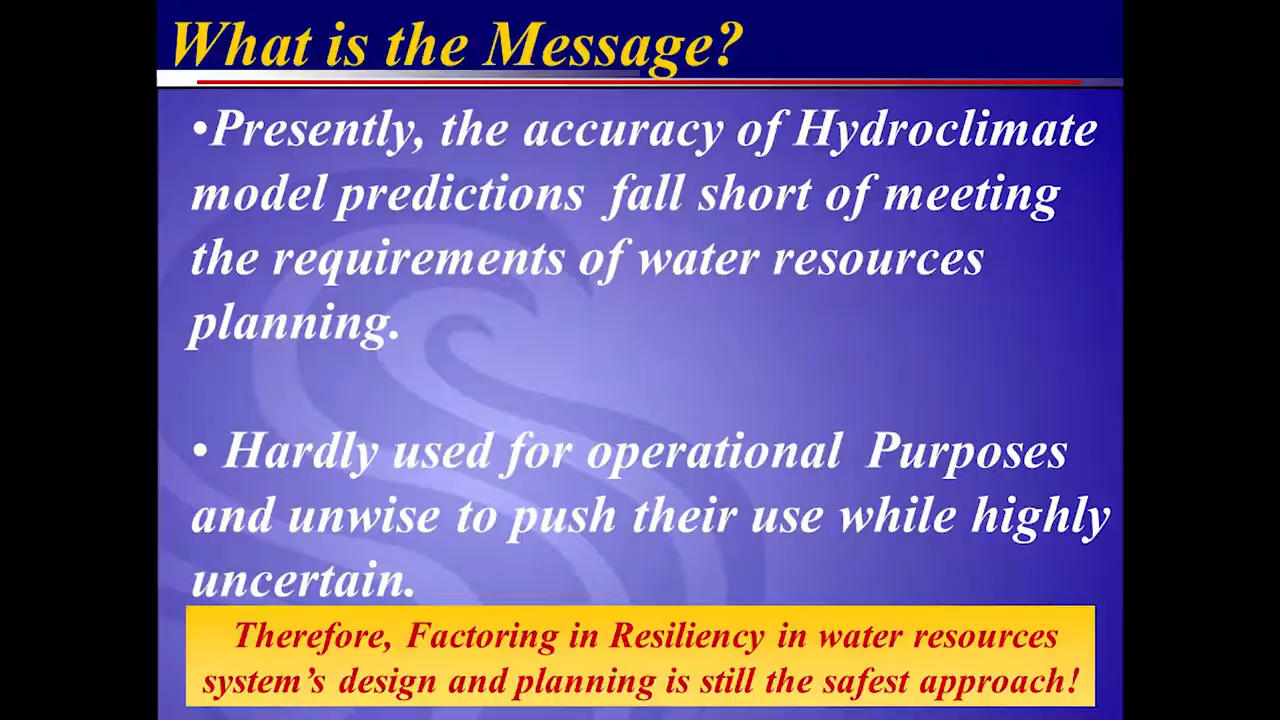 What is the Message?
•Presently, the accuracy of Hydroclimate
model predictions fall short of meeting
the requirements of water resources
planning.
• Hardly used for operational Purposes
and unwise to push their use while highly
uncertain.
Therefore, Factoring in Resiliency in water resources
system’s design and planning is still the safest approach!